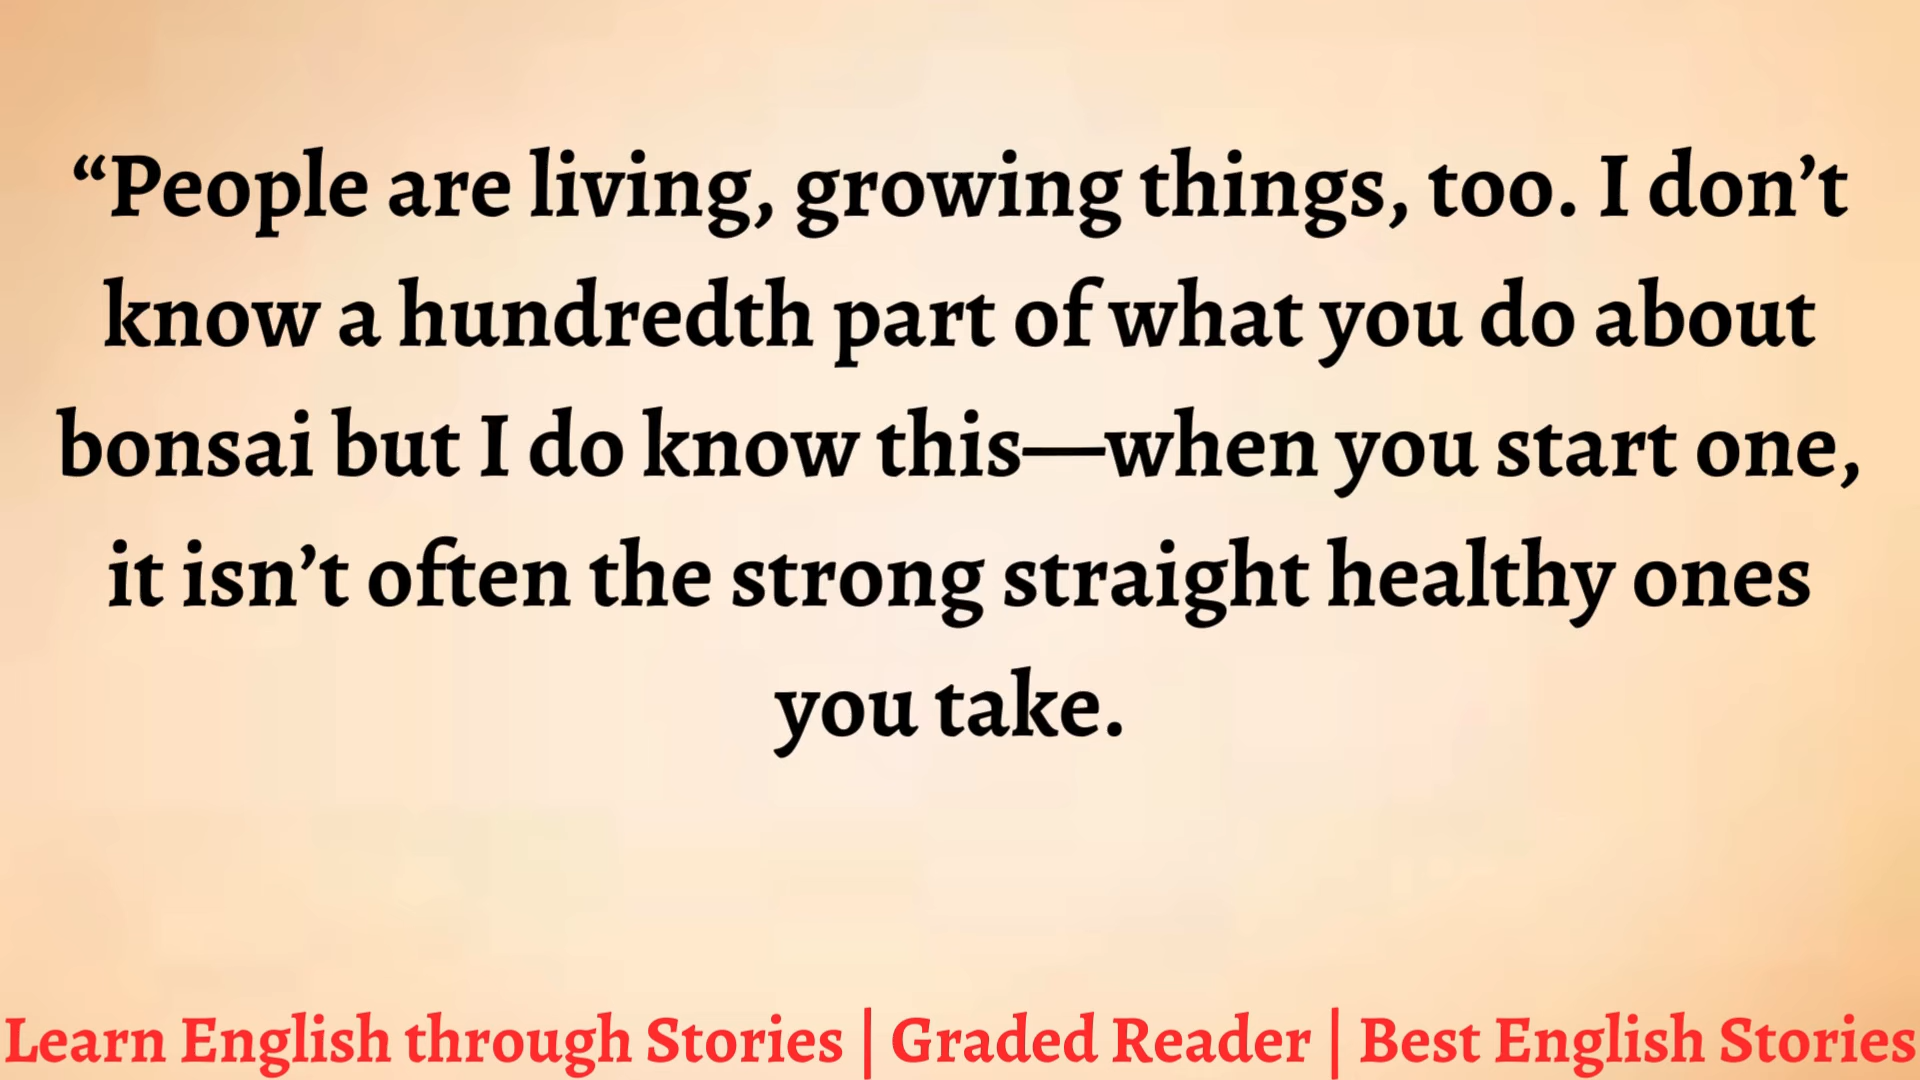 “People are living, growing things, too. I don’t
know a hundredth part of what you do about
bonsai but I do know this—when you start one,
it isn’t often the strong straight healthy ones
you take.
Learn English through Stories | Graded Reader | Best English Stories